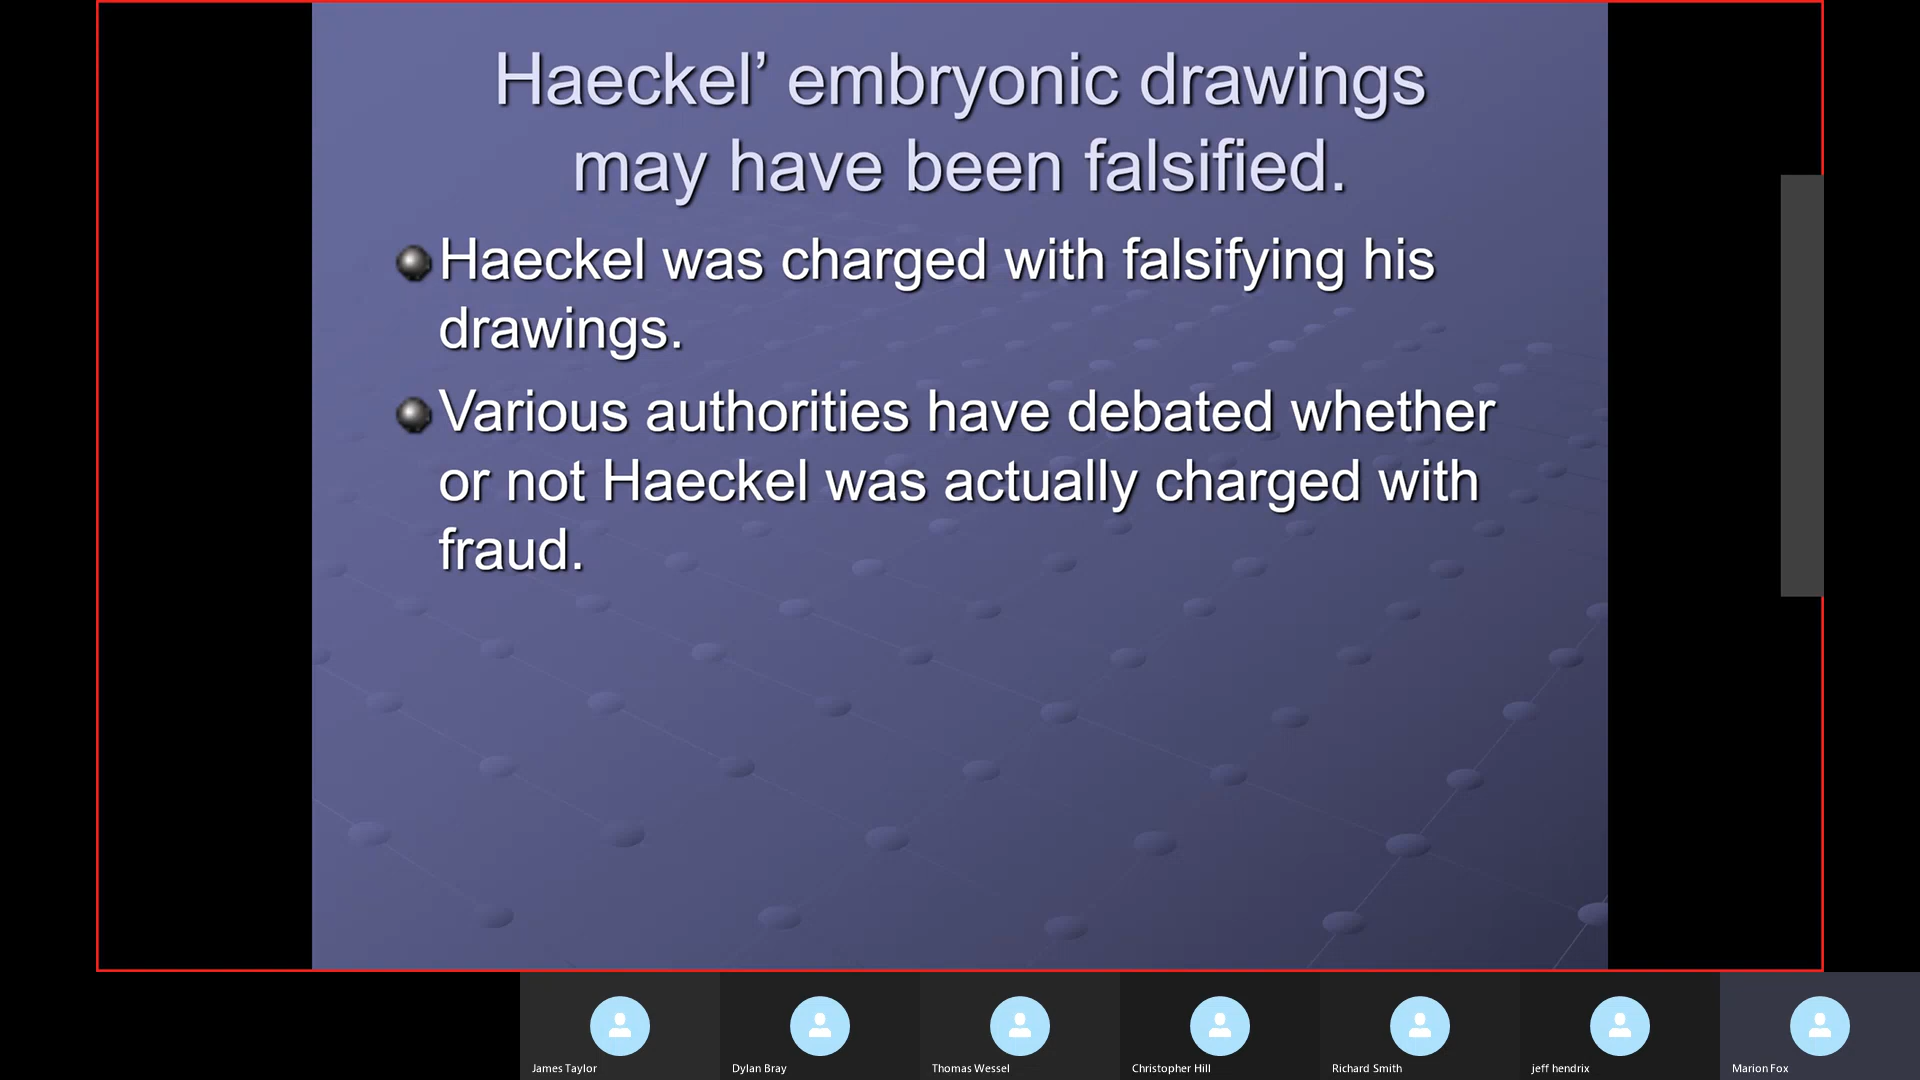 Haeckel’ embryonic drawings
may have been falsified.
Haeckel was charged with falsifying his
drawings.
Various authorities have debated whether
or not Haeckel was actually charged with
fraud.
James Taylor
Dylan Bray
Thomas Wessel
Christopher Hill
Richard Smith
jeff hendrix
Marion Fox